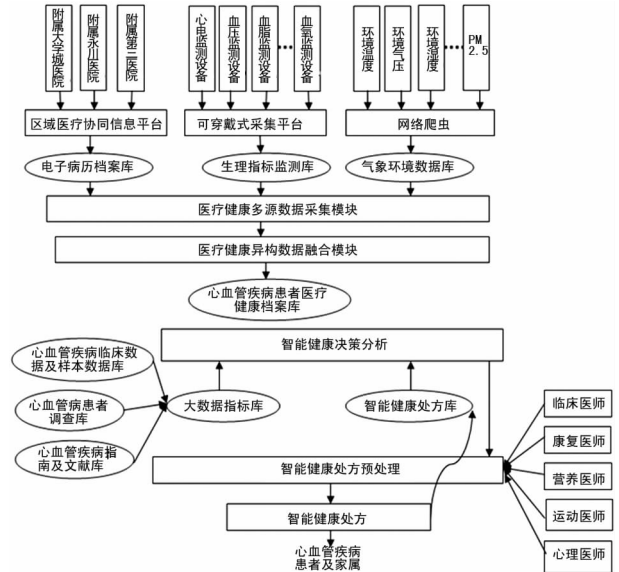 附属大学城医院
附属永川医院
附属第二医院
心电监测设备
血压监测设备
血脂监测设备
血氧监测设备
环境温度
环境气压
环境湿度
PM
2.5
区域医疗协同信息平台
可穿戴式采集平台
网络爬虫
电子病历档案库
生理指标监测库
气象环境数据库
医疗健康多源数据采集模块
医疗健康异构数据融合模块
心血管疾病患者医疗
健康档案库
智能健康决策分析
心血管疾病临床数
据及样本数据库
心血管病患者
调查库
心血管疾病指
南及文献库
大数据指标库
智能健康处方库
临床医师
康复医师
营养医师
运动医师
心理医师
智能健康处方预处理
智能健康处方
心血管疾病
患者及家属